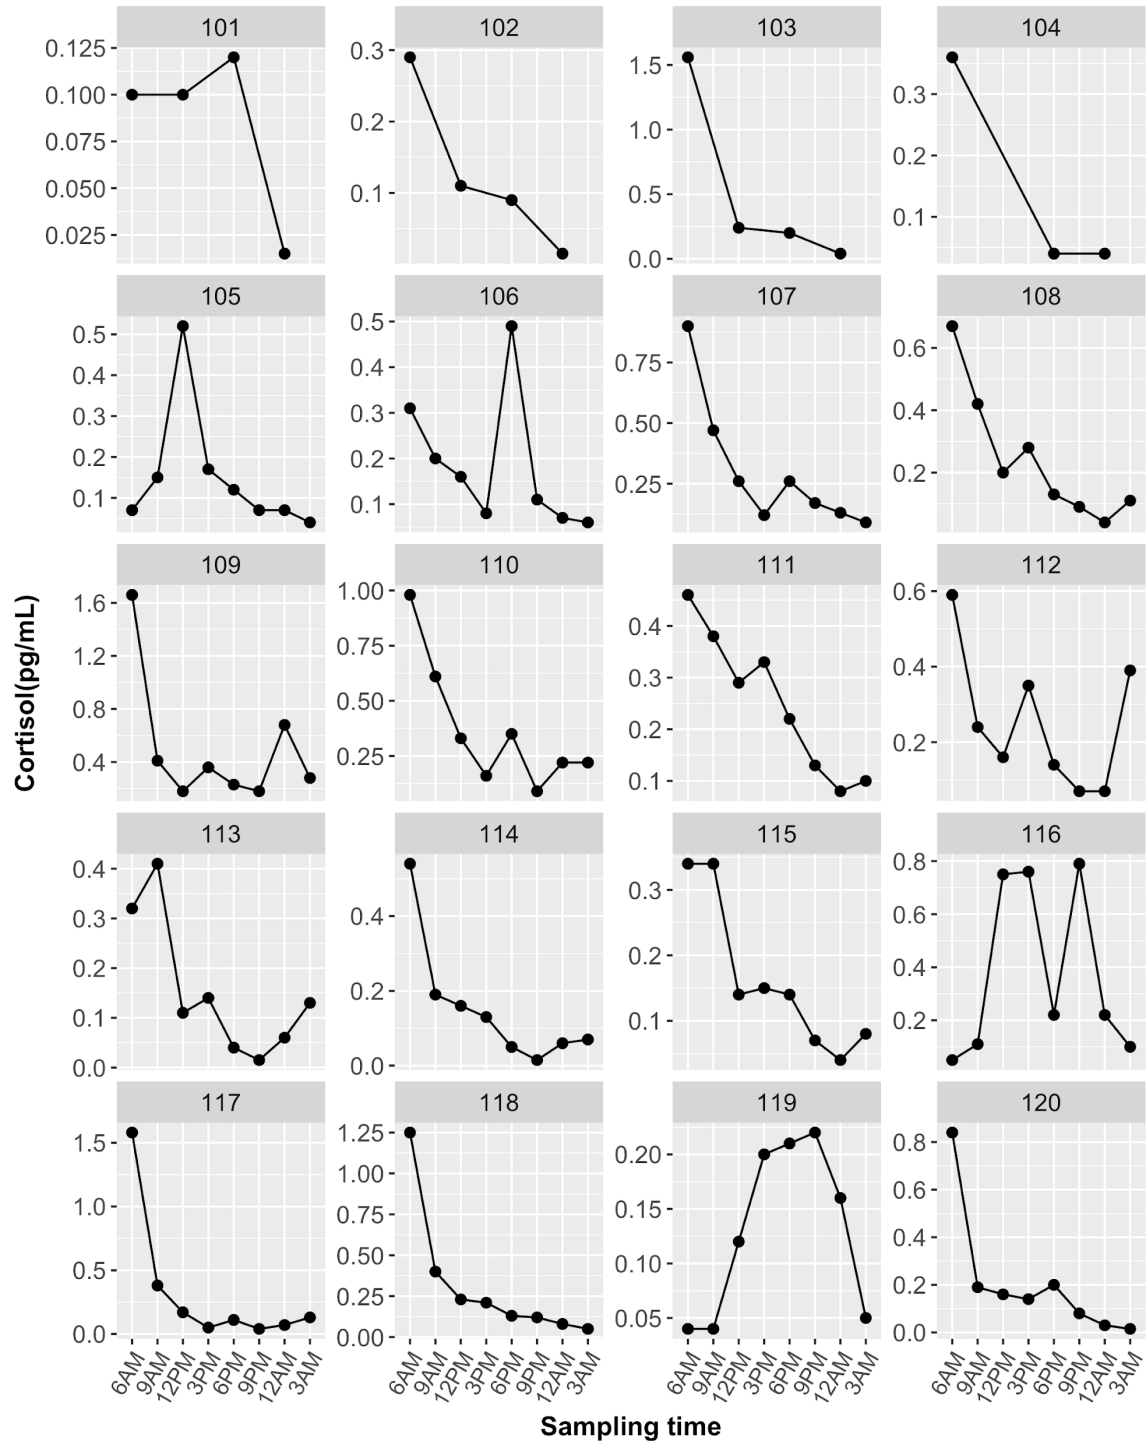 101 102 103 104
0.125 0.3 1.5 0.3
0.100 0.2 1.0 0.2
0.075 0.1 0.5 0.1
0.050 0.0
0.025
105 106 107 108
0.5 0.5 0.75 0.6
0.4 0.4 0.50 0.4
0.3 0.3 0.25 0.2
0.2 0.2
0.1 0.1
109 110 111 112
1.6 1.00 0.4 0.6
1.2 0.75 0.3 0.4
0.8 0.50 0.2 0.2
0.4 0.25 0.1
113 114 115 116
0.4 0.4 0.3 0.8
0.3 0.2 0.2 0.6
0.2 0.0 0.1 0.4
0.1 0.2
0.0
117 118 119 120
1.5 1.25 0.20 0.8
1.0 1.00 0.15 0.6
0.5 0.75 0.10 0.4
0.0 0.50 0.05 0.2
0.25 0.0
0.00
6AM 9AM 12PM 3PM 6PM 9PM 12AM 3AM 6AM 9AM 12PM 3PM 6PM 9PM 12AM 3AM 6AM 9AM 12PM 3PM 6PM 9PM 12AM 3AM 6AM 9AM 12PM 3PM 6PM 9PM 12AM 3AM
Sampling time
Cortisol(pg/mL)